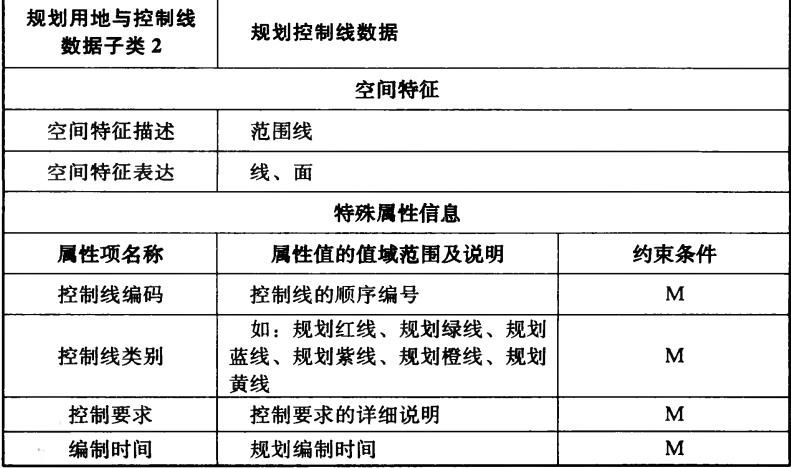 规划用地与控制线
数据子类 2
规划控制线数据
空间特征
空间特征描述
范围线
空间特征表达
线、面
特殊属性信息
属性项名称
属性值的值域范围及说明
约束条件
控制线编码
控制线的顺序编号
M
控制线类别
如：规划红线、规划绿线、规划
蓝线、规划紫线、规划橙线、规划
黄线
M
控制要求
控制要求的详细说明
M
编制时间
规划编制时间
M